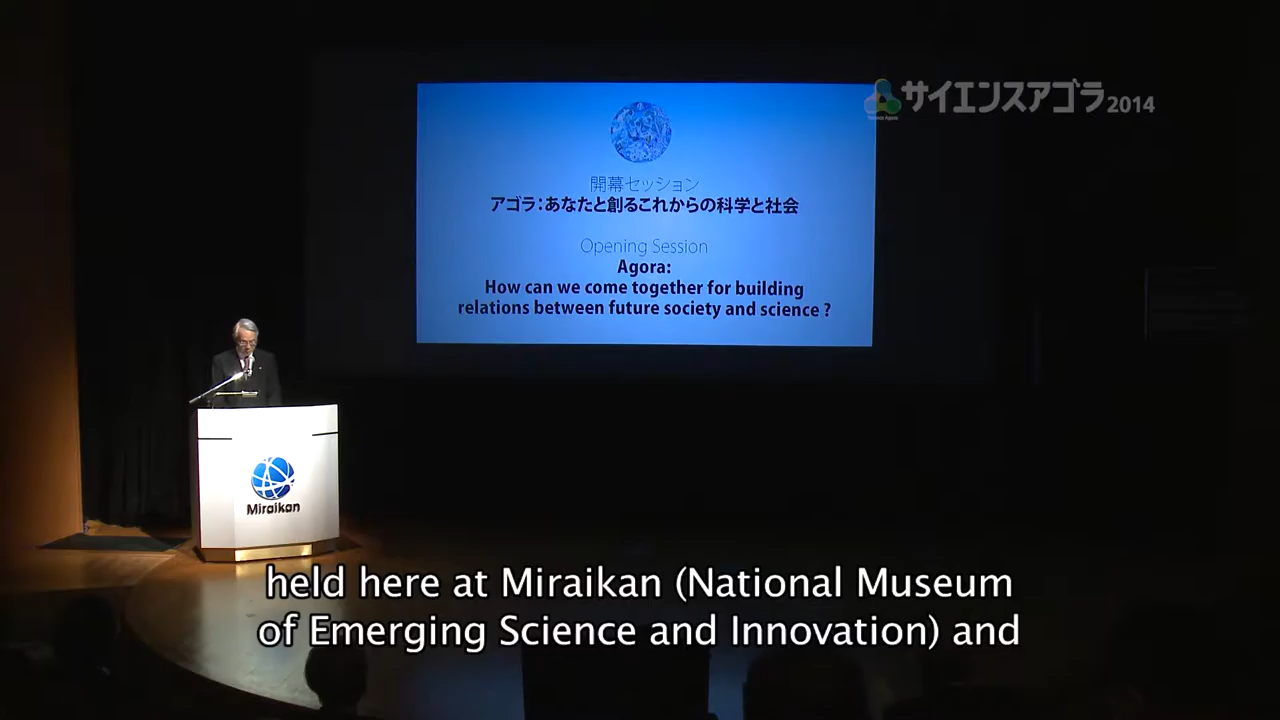 サイエンスアゴラ2014
開幕セッション
アゴラ：あなたと創るこれからの科学と社会
Opening Session
Agora:
How can we come together for building
relations between future society and science ?
Miraikan
held here at Miraikan (National Museum
of Emerging Science and Innovation) and